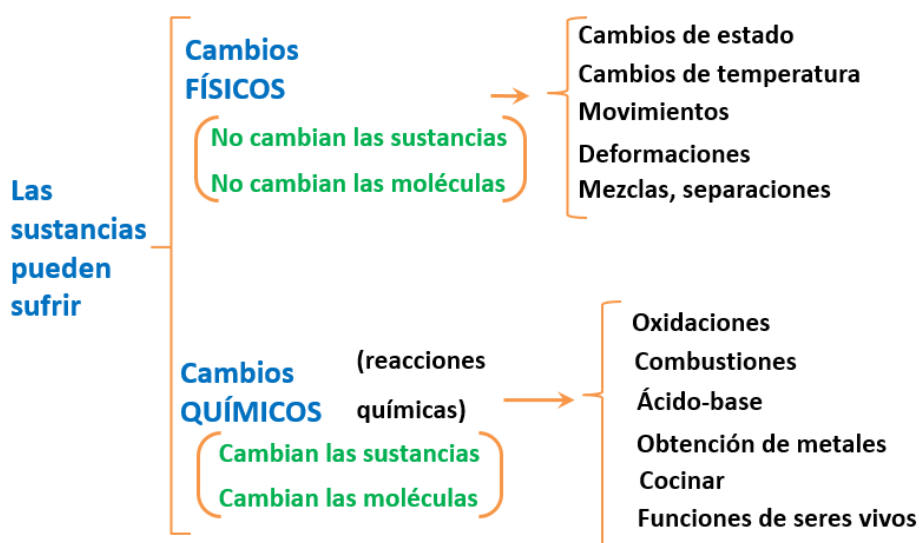 Las
sustancias
pueden
sufrir
Cambios
FÍSICOS
No cambian las sustancias
No cambian las moléculas
Cambios de estado
Cambios de temperatura
Movimientos
Deformaciones
Mezclas, separaciones
Cambios
QUÍMICOS
(reacciones
químicas)
Cambian las sustancias
Cambian las moléculas
Oxidaciones
Combustiones
Ácido-base
Obtención de metales
Cocinar
Funciones de seres vivos